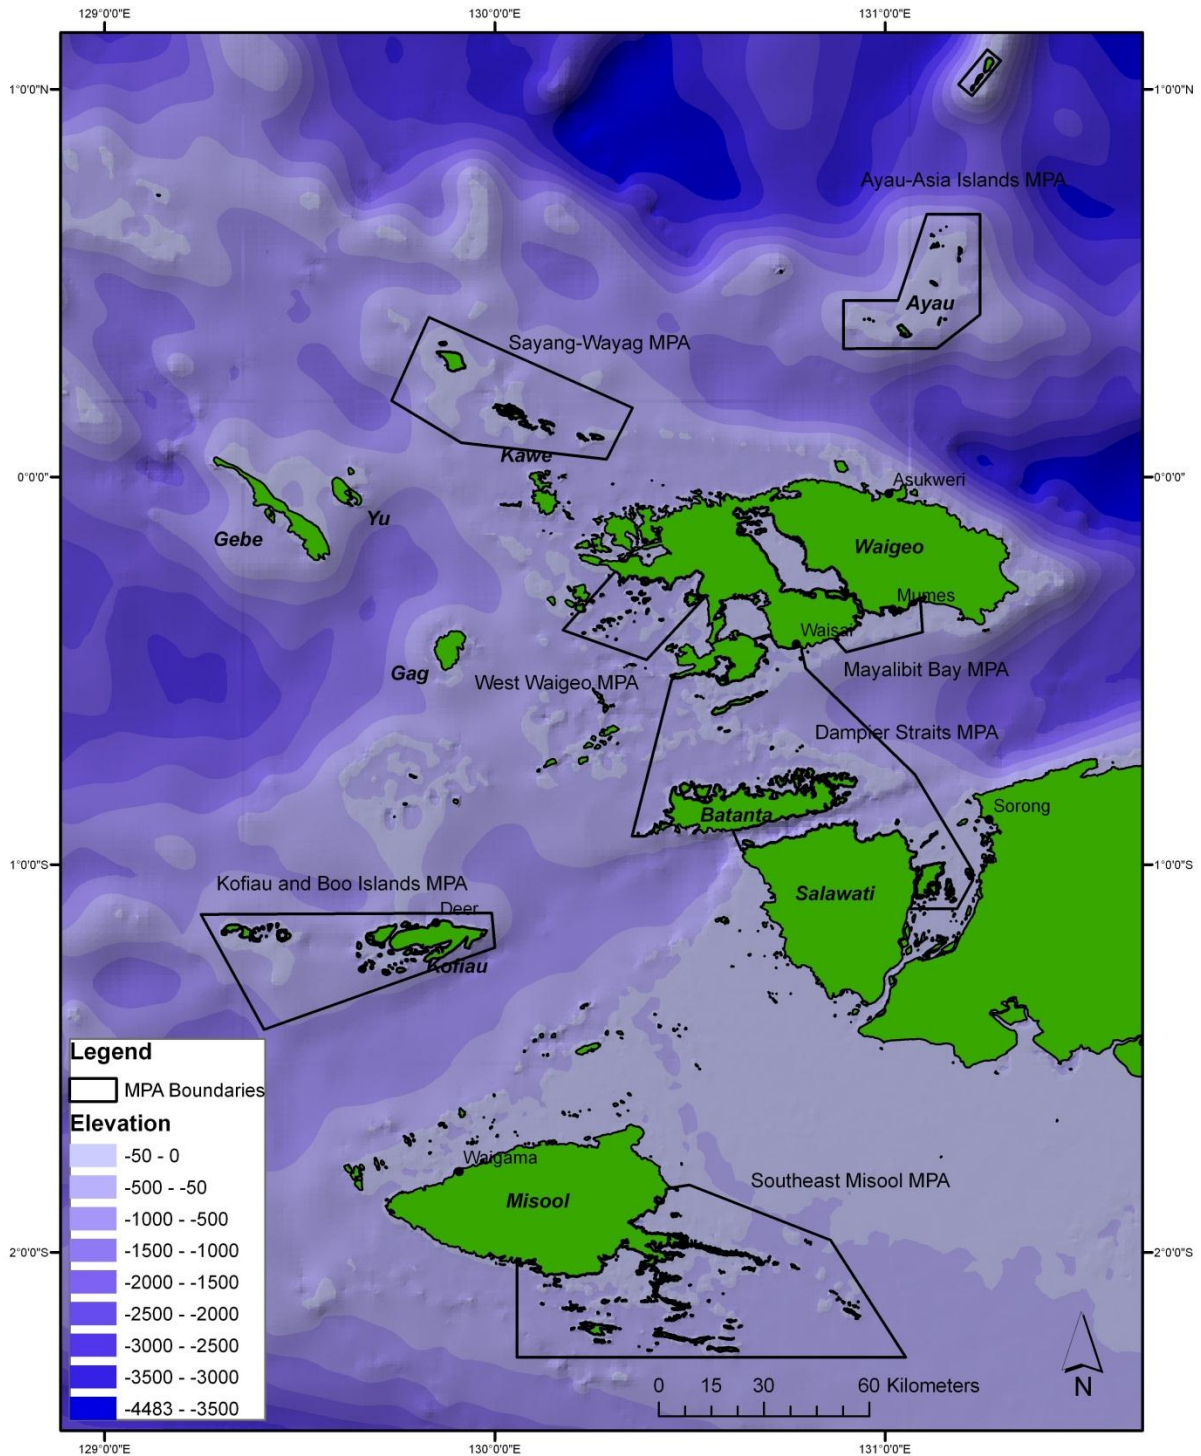 129°0'0"E
130°0'0"E
131°0'0"E
1°0'0"N
1°0'0"N
Ayau-Asia Islands MPA
Ayau
Sayang-Wayag MPA
Kawe
0°0'0"
0°0'0"
Asukweri
Yu
Gebe
Waigeo
Mumes
Waisai
Gag
Mayalibit Bay MPA
West Waigeo MPA
Dampier Straits MPA
Batanta
Sorong
1°0'0"S
1°0'0"S
Kofiau and Boo Islands MPA
Salawati
Deer
Kofiau
Legend
MPA Boundaries
Elevation
-50 - 0
-500 - -50
-1000 - -500
-1500 - -1000
-2000 - -1500
-2500 - -2000
-3000 - -2500
-3500 - -3000
-4483 - -3500
Waigama
Southeast Misool MPA
Misool
2°0'0"S
2°0'0"S
0 15 30 60 Kilometers
N
129°0'0"E
130°0'0"E
131°0'0"E